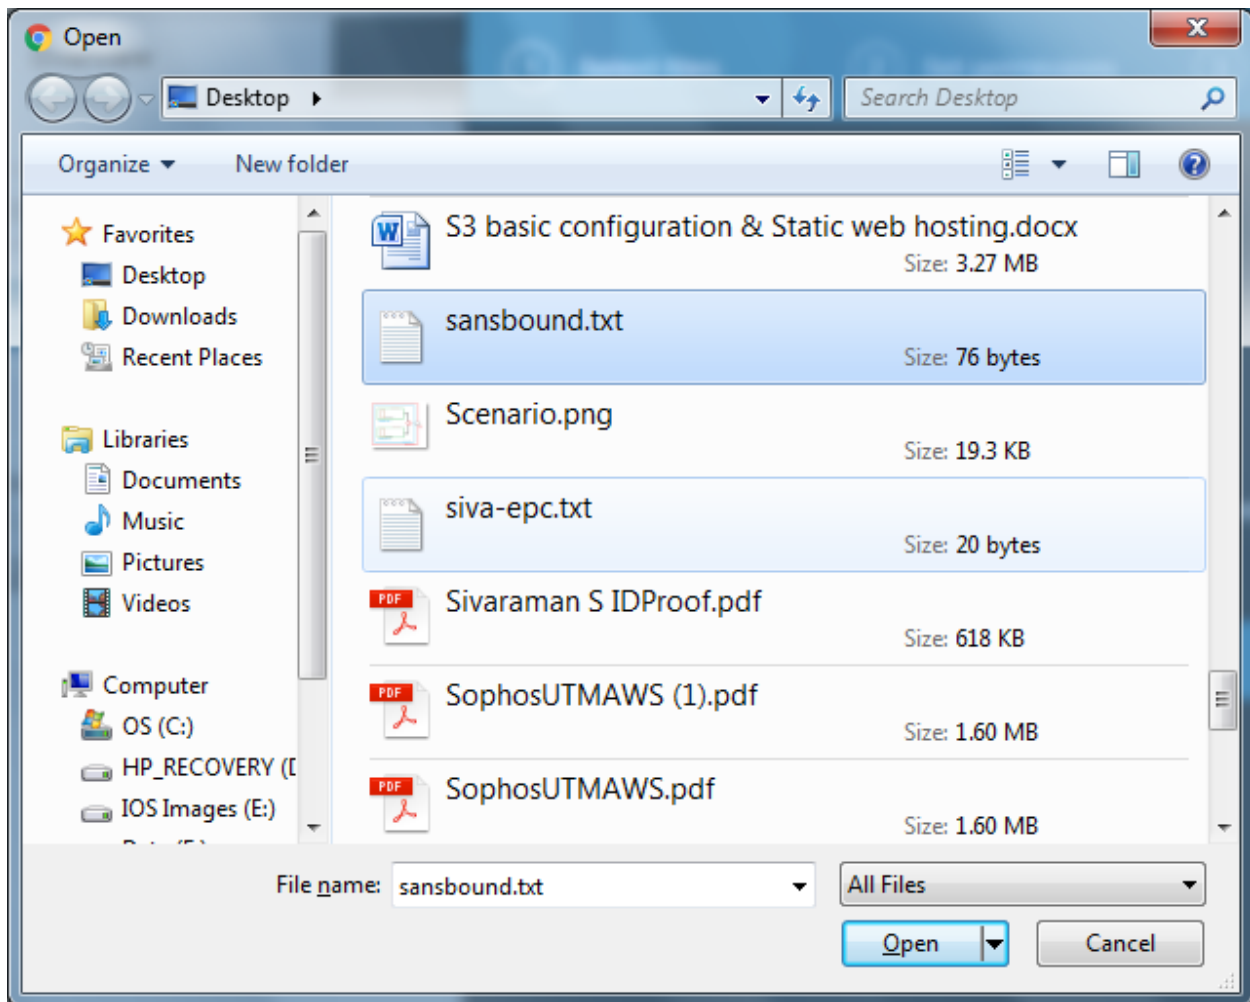 Open
Desktop
Search Desktop
Organize
New folder
Favorites
Desktop
Downloads
Recent Places
Libraries
Documents
Music
Pictures
Videos
Computer
OS (C:)
HP_RECOVERY (D
IOS Images (E:)
S3 basic configuration & Static web hosting.docx
Size: 3.27 MB
sansbound.txt
Size: 76 bytes
Scenario.png
Size: 19.3 KB
siva-epc.txt
Size: 20 bytes
PDF
Sivaraman S IDProof.pdf
Size: 618 KB
PDF
SophosUTMAWS (1).pdf
Size: 1.60 MB
PDF
SophosUTMAWS.pdf
Size: 1.60 MB
File name: sansbound.txt
All Files
Open
Cancel